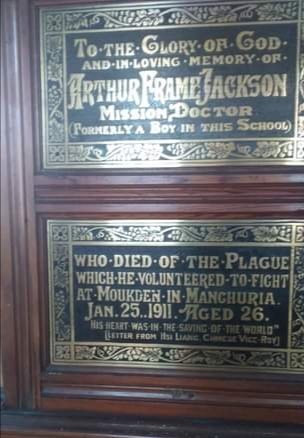 TO·THE·GLORY·OF·GOD·
AND·IN·LOVING·MEMORY·OF
ARTHUR FRAME JACKSON
MISSION DOCTOR
(FORMERLY A BOY IN THIS SCHOOL)
WHO·DIED·OF·THE·PLAGUE
WHICH·HE·VOLUNTEERED·TO·FIGHT
AT·MOUKDEN·IN·MANCHURIA.
JAN. 25. 1911. AGED 26.
HIS·HEART·WAS·IN·THE·SAVING·OF·THE·WORLD"
(LETTER FROM HSI LIANG, CHINESE VICE-ROY)